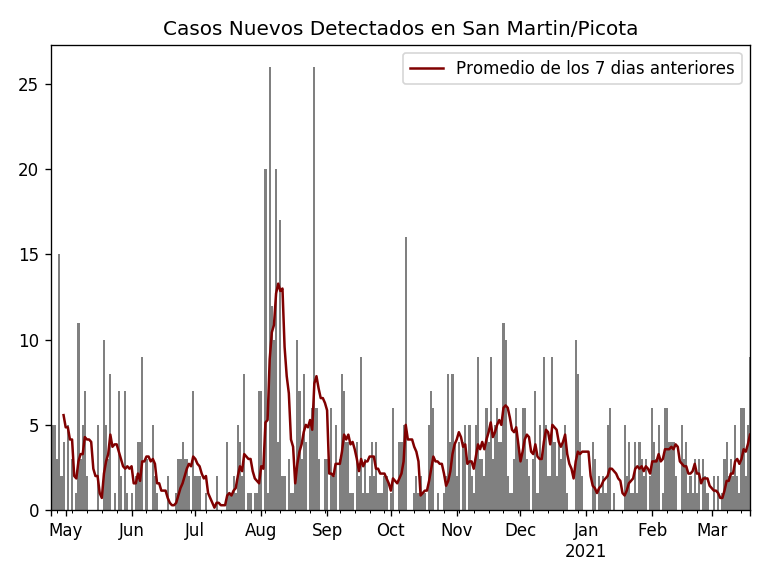 Casos Nuevos Detectados en San Martin/Picota
Promedio de los 7 dias anteriores
25
20
15
10
5
0
May Jun Jul Aug Sep Oct Nov Dec Jan Feb Mar
2021